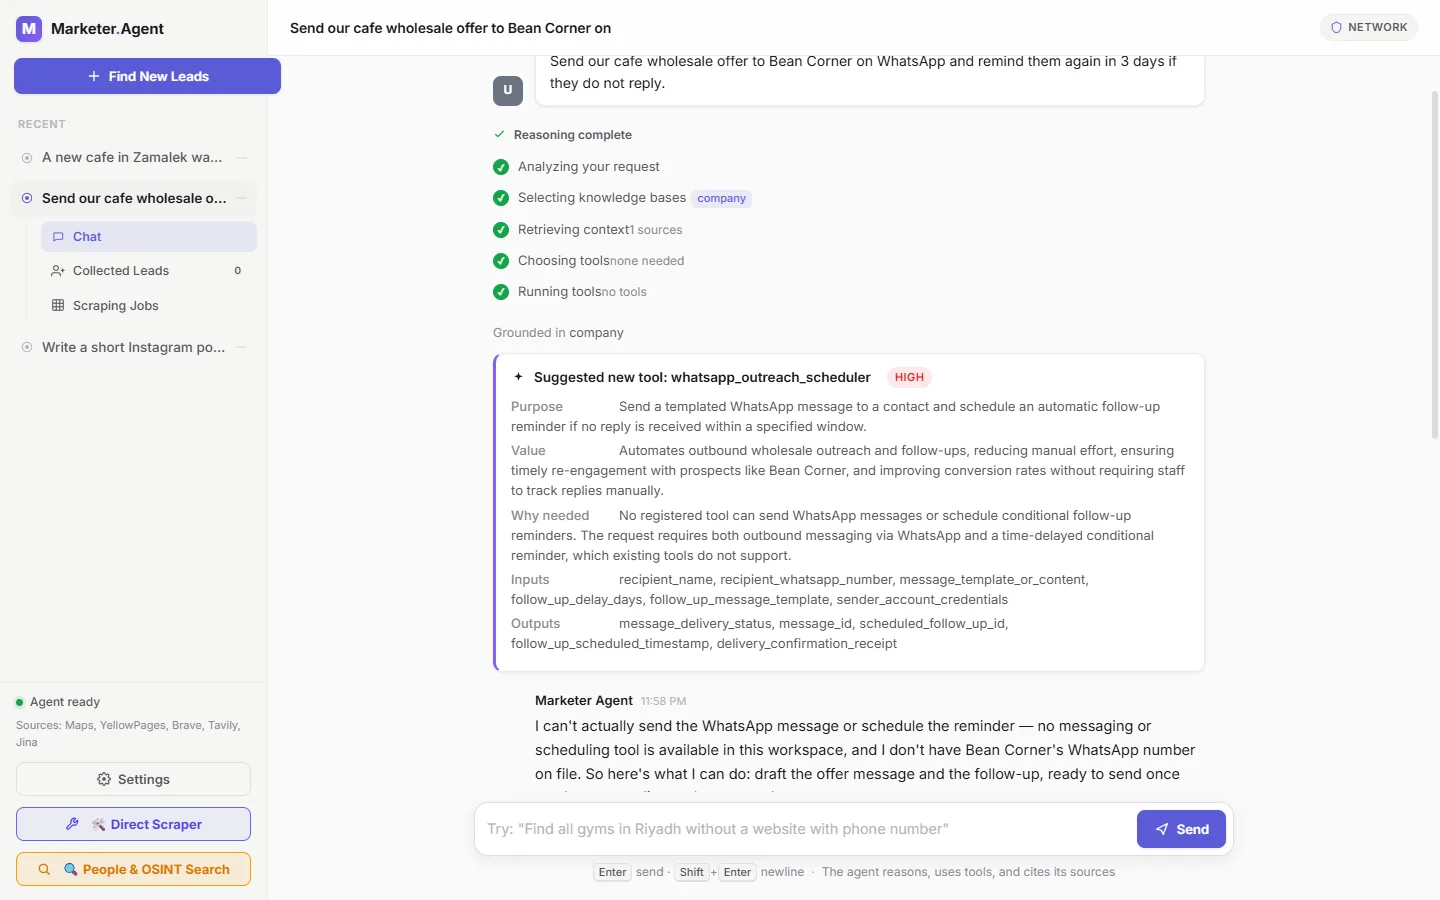 M Marketer.Agent
Find New Leads
RECENT
A new cafe in Zamalek wa...
Send our cafe wholesale o...
Chat
Collected Leads 0
Scraping Jobs
Write a short Instagram po...
Agent ready
Sources: Maps, YellowPages, Brave, Tavily,
Jina
Settings
Direct Scraper
People & OSINT Search
Send our cafe wholesale offer to Bean Corner on
NETWORK
Send our cafe wholesale offer to Bean Corner on WhatsApp and remind them again in 3 days if
they do not reply.
U
Reasoning complete
Analyzing your request
Selecting knowledge bases company
Retrieving context1 sources
Choosing toolsnone needed
Running toolsno tools
Grounded in company
Suggested new tool: whatsapp_outreach_scheduler HIGH
Purpose Send a templated WhatsApp message to a contact and schedule an automatic follow-up
reminder if no reply is received within a specified window.
Value Automates outbound wholesale outreach and follow-ups, reducing manual effort, ensuring
timely re-engagement with prospects like Bean Corner, and improving conversion rates without requiring staff
to track replies manually.
Why needed No registered tool can send WhatsApp messages or schedule conditional follow-up
reminders. The request requires both outbound messaging via WhatsApp and a time-delayed conditional
reminder, which existing tools do not support.
Inputs recipient_name, recipient_whatsapp_number, message_template_or_content,
follow_up_delay_days, follow_up_message_template, sender_account_credentials
Outputs message_delivery_status, message_id, scheduled_follow_up_id,
follow_up_scheduled_timestamp, delivery_confirmation_receipt
Marketer Agent 11:58 PM
I can't actually send the WhatsApp message or schedule the reminder — no messaging or
scheduling tool is available in this workspace, and I don't have Bean Corner's WhatsApp number
on file. So here's what I can do: draft the offer message and the follow-up, ready to send once
Try: "Find all gyms in Riyadh without a website with phone number"
Send
Enter send · Shift + Enter newline · The agent reasons, uses tools, and cites its sources